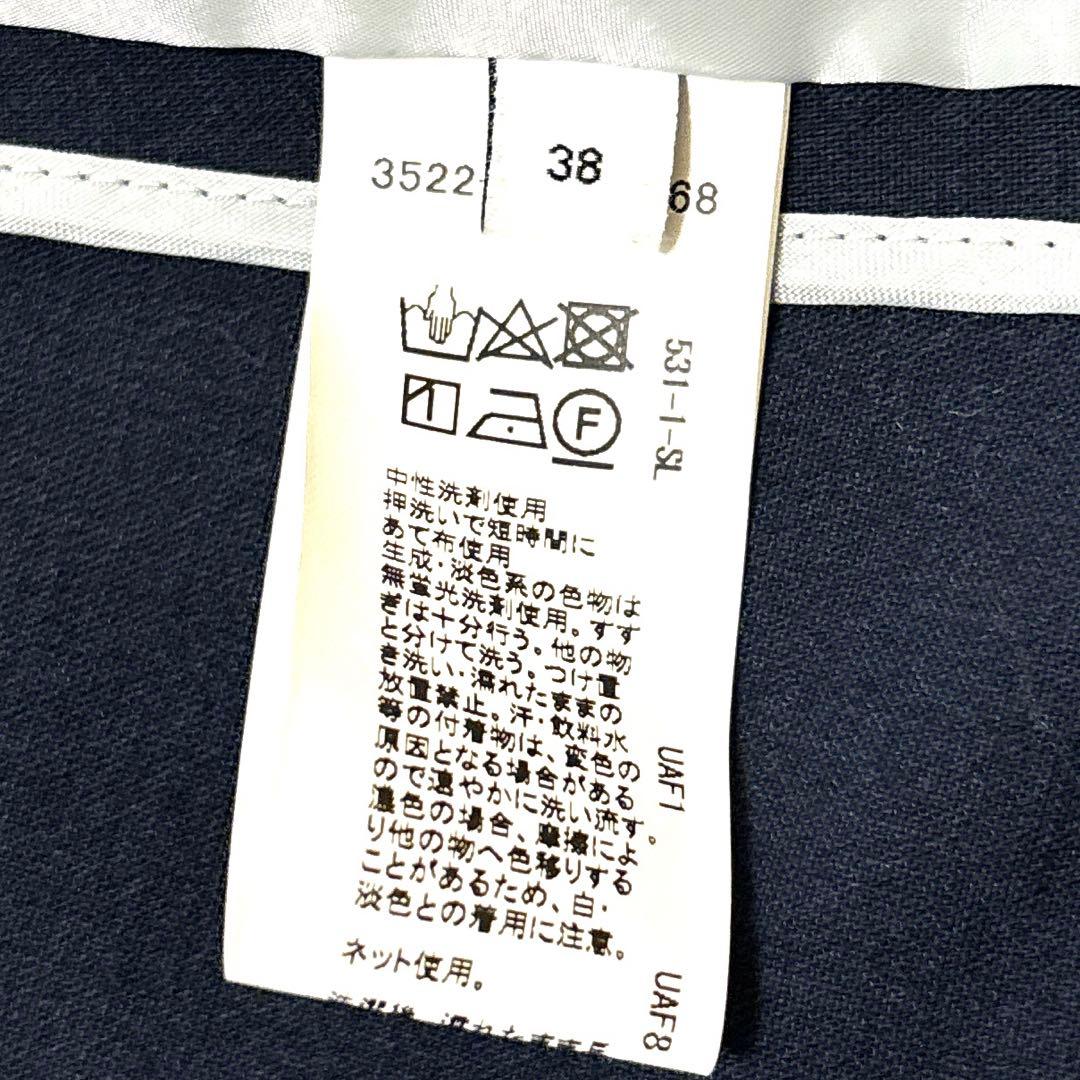 3522
38
68
F
531-1-SL
中性洗剤使用
押洗いで短時間に
あて布使用
生成・淡色系の色物は
無蛍光洗剤使用。すす
ぎは十分行う。他の物
と分けて洗う。つけ置
き洗い・濡れたままの
放置禁止。汗・飲料水
等の付着物は、変色の
原因となる場合がある
ので速やかに洗い流す。
濃色の場合、摩擦によ
り他の物へ色移りする
ことがあるため、白・
淡色との着用に注意。
ネット使用。
UAF1
UAF8